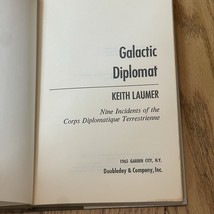 Galactic
Diplomat
KEITH LAUMER
Nine Incidents of the
Corps Diplomatique Terrestrienne
1965 GARDEN CITY, N.Y.
Doubleday & Company, Inc.